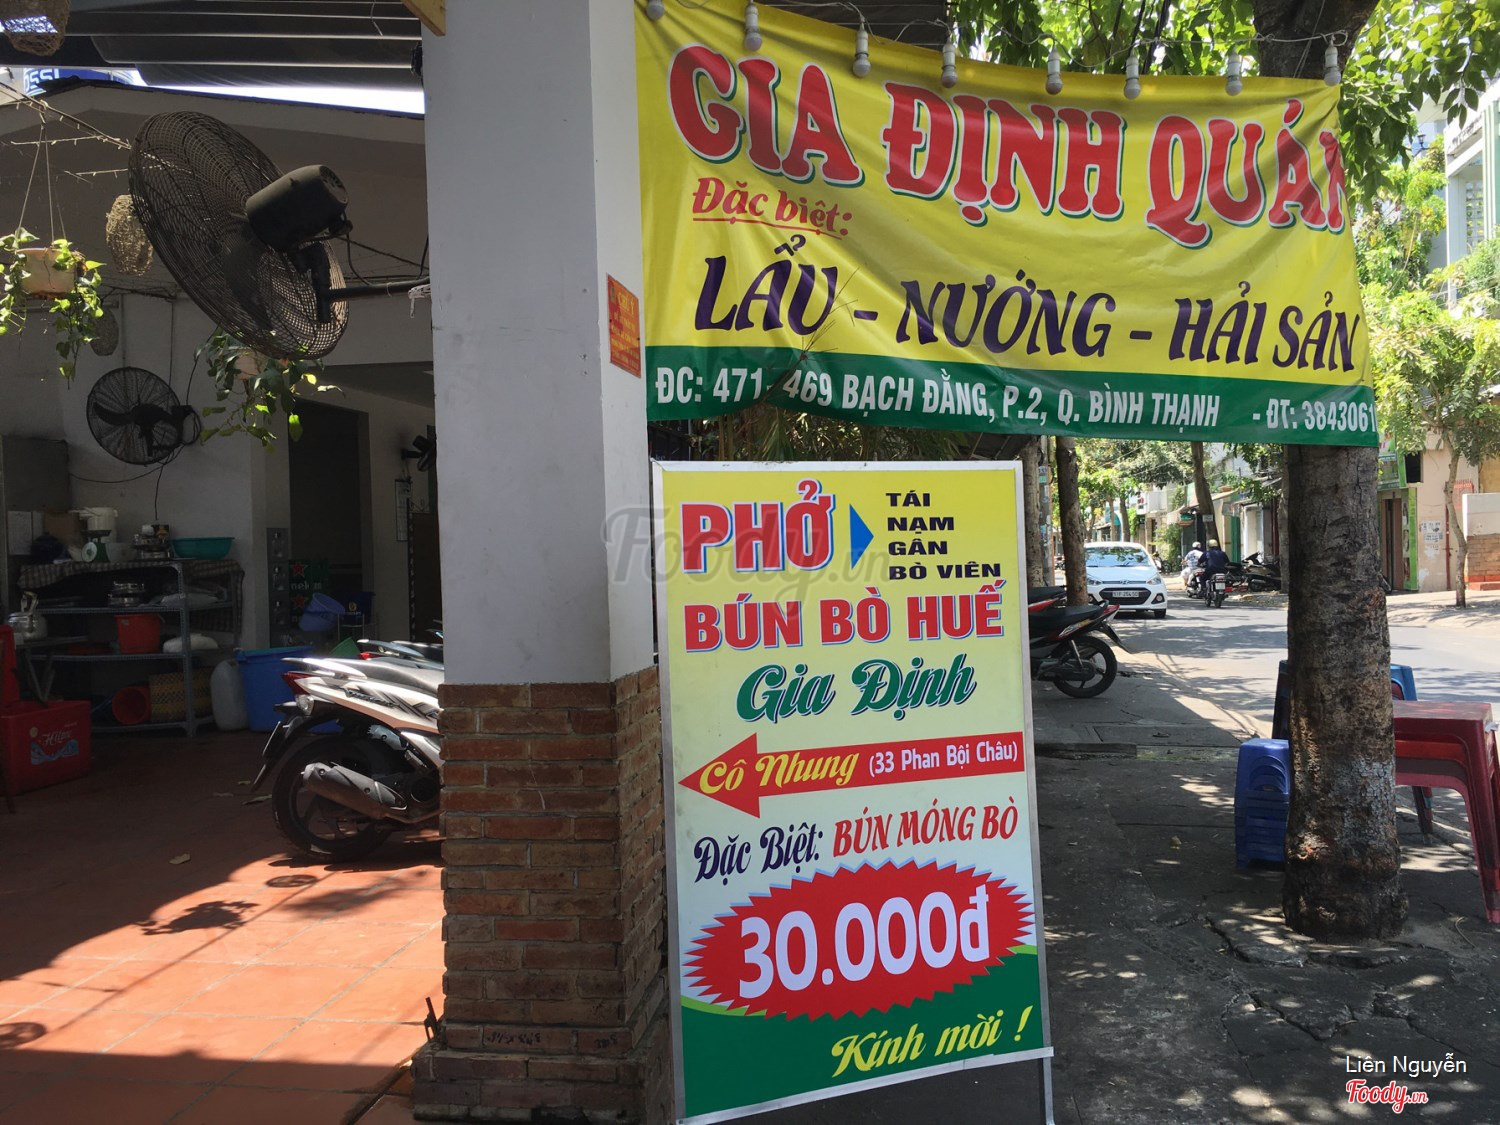 GIA ĐỊNH QUÁN
Đặc biệt:
LẨU - NƯỚNG - HẢI SẢN
ĐC: 471- 469 BẠCH ĐẰNG, P.2, Q. BÌNH THẠNH - ĐT: 3843061
PHỞ
TÁI
NẠM
GÂN
BÒ VIÊN
BÚN BÒ HUẾ
Gia Định
Cô Nhung (33 Phan Bội Châu)
Đặc Biệt: BÚN MÓNG BÒ
30.000đ
Kính mời !
Foody.vn
Liên Nguyễn
Foody.vn